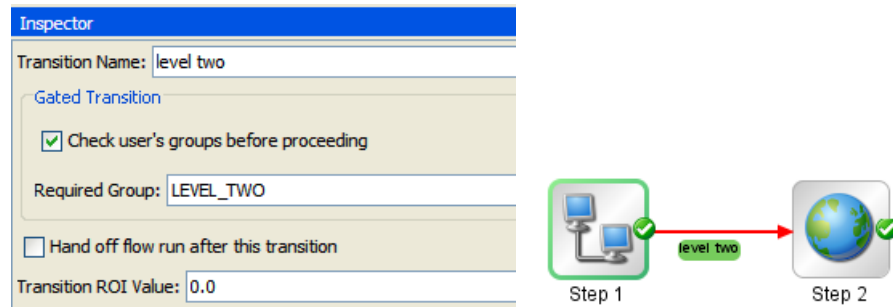 Inspector
Transition Name: level two
Gated Transition
Check user's groups before proceeding
Required Group: LEVEL_TWO
Hand off flow run after this transition
Transition ROI Value: 0.0
level two
Step 1
Step 2